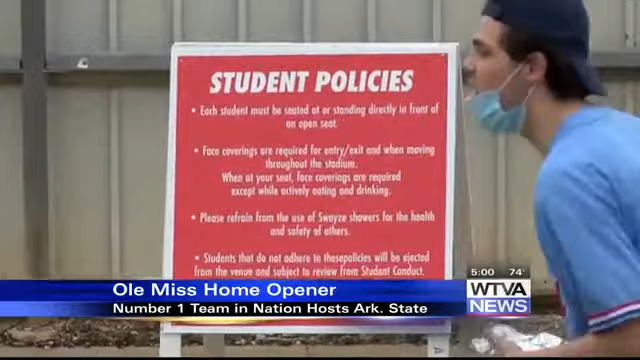 STUDENT POLICIES
• Each student must be seated at or standing directly in front of
an open seat.
• Face coverings are required for entry/exit and when moving
throughout the stadium.
When at your seat, face coverings are required
except while actively eating and drinking.
• Please refrain from the use of Swayze showers for the health
and safety of others.
• Students that do not adhere to thesepolicies will be ejected
from the venue and subject to review from Student Conduct.
5:00 74°
Ole Miss Home Opener
Number 1 Team in Nation Hosts Ark. State
WTVA
NEWS
A